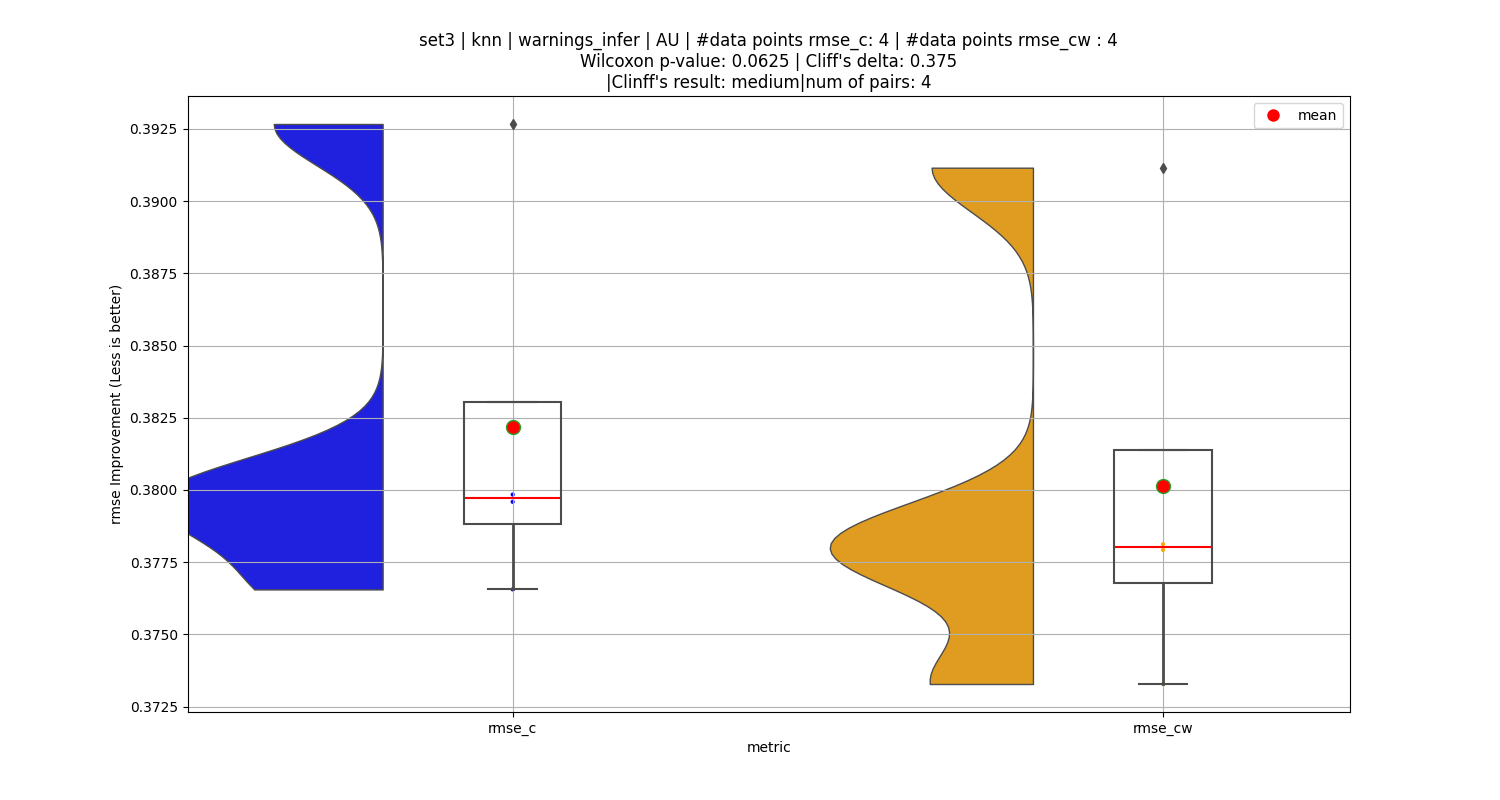 set3 | knn | warnings_infer | AU | #data points rmse_c: 4 | #data points rmse_cw : 4
Wilcoxon p-value: 0.0625 | Cliff's delta: 0.375
|Clinff's result: medium|num of pairs: 4
mean
0.3925
0.3900
0.3875
0.3850
0.3825
0.3800
0.3775
0.3750
0.3725
rmse Improvement (Less is better)
rmse_c
rmse_cw
metric